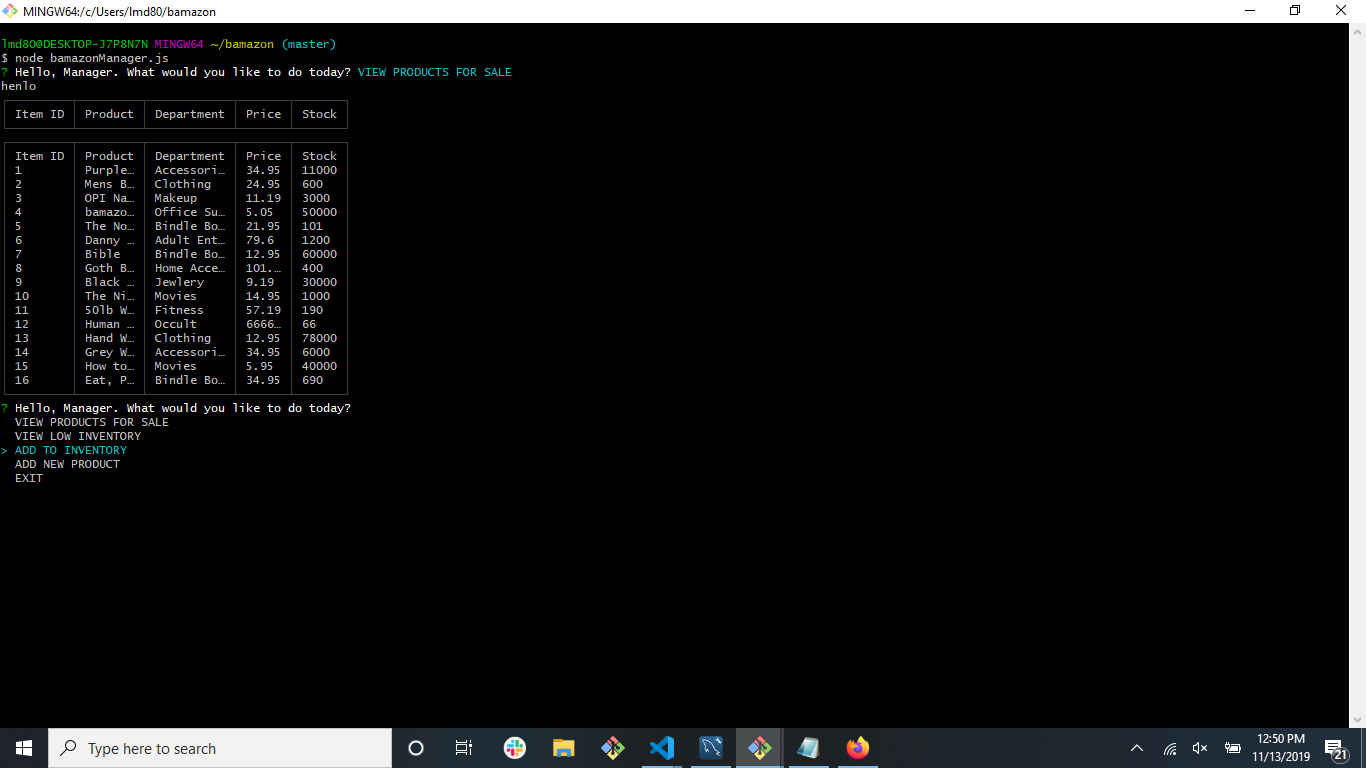 MINGW64:/c/Users/lmd80/bamazon
lmd80@DESKTOP-J7P8N7N MINGW64 ~/bamazon (master)
$ node bamazonManager.js
? Hello, Manager. What would you like to do today? VIEW PRODUCTS FOR SALE
henlo
Item ID Product Department Price Stock
Item ID Product Department Price Stock
1 Purple… Accessori… 34.95 11000
2 Mens B… Clothing 24.95 600
3 OPI Na… Makeup 11.19 3000
4 bamazo… Office Su… 5.05 50000
5 The No… Bindle Bo… 21.95 101
6 Danny … Adult Ent… 79.6 1200
7 Bible Bindle Bo… 12.95 60000
8 Goth B… Home Acce… 101.… 400
9 Black … Jewlery 9.19 30000
10 The Ni… Movies 14.95 1000
11 50lb W… Fitness 57.19 190
12 Human … Occult 6666… 66
13 Hand W… Clothing 12.95 78000
14 Grey W… Accessori… 34.95 6000
15 How to… Movies 5.95 40000
16 Eat, P… Bindle Bo… 34.95 690
? Hello, Manager. What would you like to do today?
VIEW PRODUCTS FOR SALE
VIEW LOW INVENTORY
> ADD TO INVENTORY
ADD NEW PRODUCT
EXIT
Type here to search
12:50 PM
11/13/2019
21